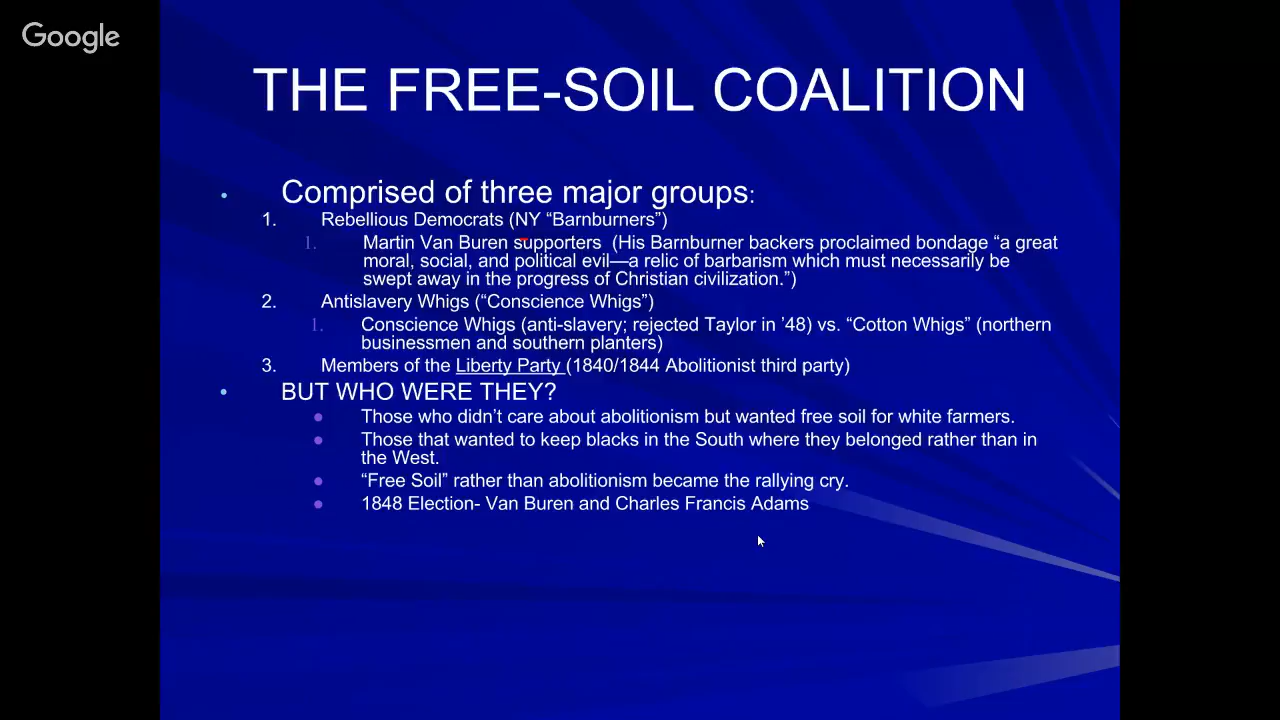 Google
THE FREE-SOIL COALITION
• Comprised of three major groups:
1. Rebellious Democrats (NY “Barnburners”)
1. Martin Van Buren supporters (His Barnburner backers proclaimed bondage “a great
moral, social, and political evil—a relic of barbarism which must necessarily be
swept away in the progress of Christian civilization.”)
2. Antislavery Whigs (“Conscience Whigs”)
1. Conscience Whigs (anti-slavery; rejected Taylor in ’48) vs. “Cotton Whigs” (northern
businessmen and southern planters)
3. Members of the Liberty Party (1840/1844 Abolitionist third party)
• BUT WHO WERE THEY?
• Those who didn’t care about abolitionism but wanted free soil for white farmers.
• Those that wanted to keep blacks in the South where they belonged rather than in
the West.
• “Free Soil” rather than abolitionism became the rallying cry.
• 1848 Election- Van Buren and Charles Francis Adams